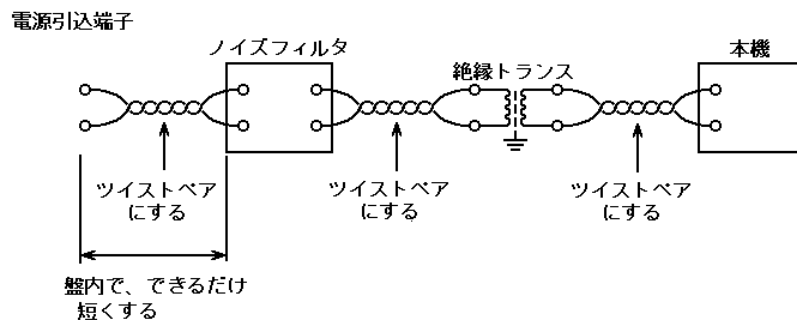 電源引込端子
ノイズフィルタ
絶縁トランス
本機
ツイストペア
にする
ツイストペア
にする
ツイストペア
にする
盤内で、できるだけ
短くする